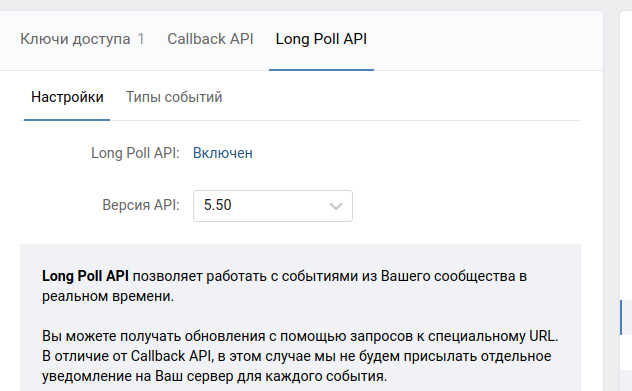 Ключи доступа 1 Callback API Long Poll API
Настройки Типы событий
Long Poll API: Включен
Версия API: 5.50
Long Poll API позволяет работать с событиями из Вашего сообщества в
реальном времени.
Вы можете получать обновления с помощью запросов к специальному URL.
В отличие от Callback API, в этом случае мы не будем присылать отдельное
уведомление на Ваш сервер для каждого события.